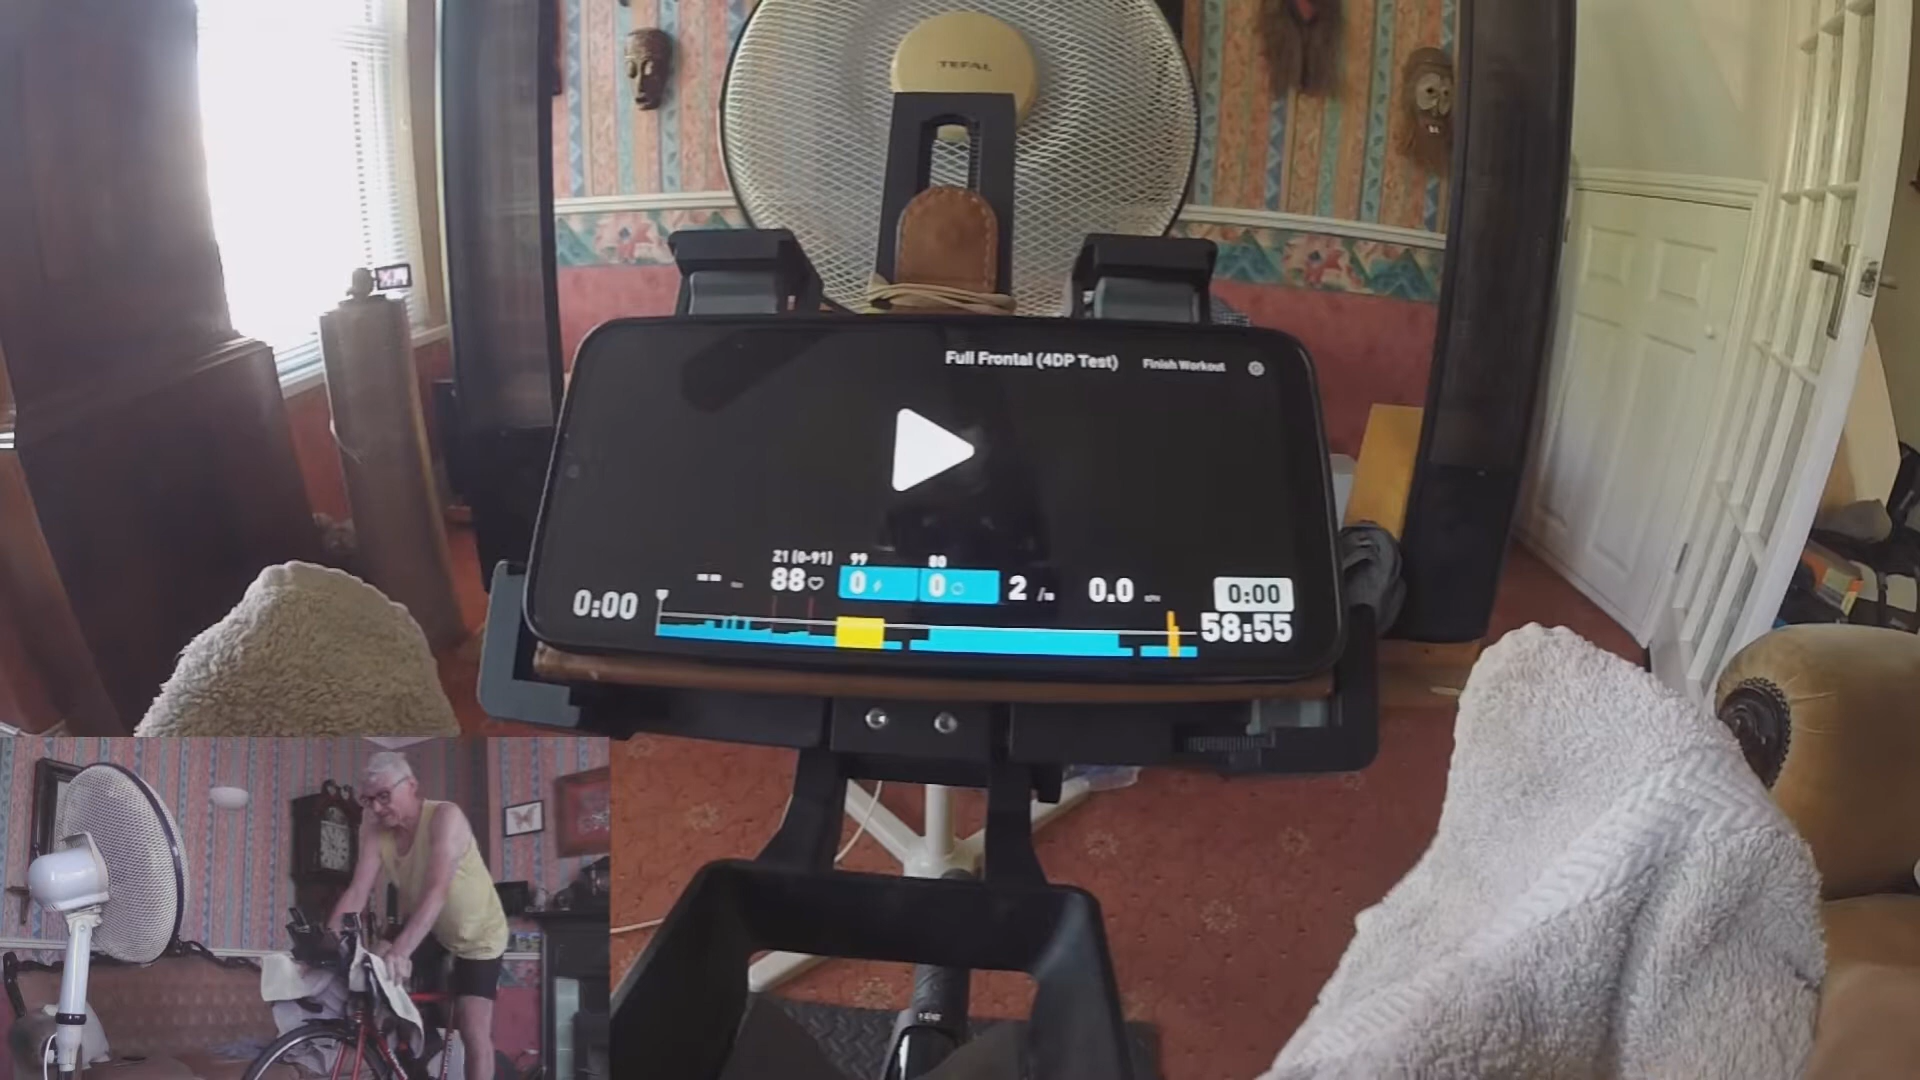 TEFAL
Full Frontal (4DP Test) Finish Workout
Z1 (0-91) 99 80
88 0 0 2 0.0 0:00
0:00 58:55